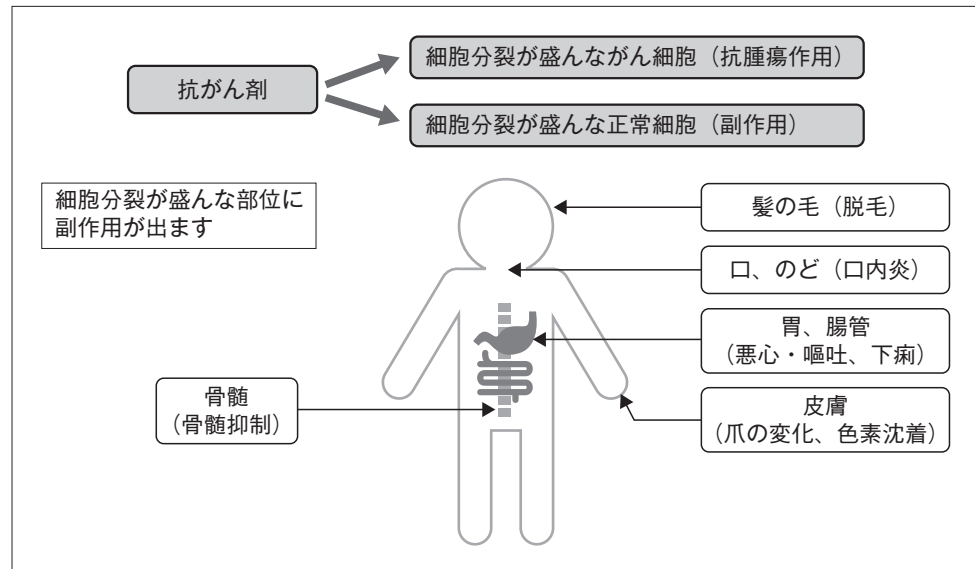 抗がん剤
細胞分裂が盛んながん細胞（抗腫瘍作用）
細胞分裂が盛んな正常細胞（副作用）
細胞分裂が盛んな部位に
副作用が出ます
髪の毛（脱毛）
口、のど（口内炎）
胃、腸管
（悪心・嘔吐、下痢）
骨髄
（骨髄抑制）
皮膚
（爪の変化、色素沈着）